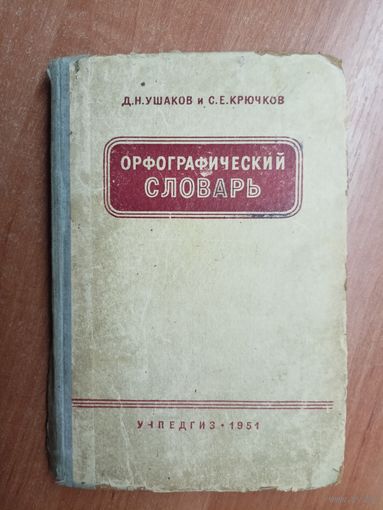 Д.Н.УШАКОВ и С.Е.КРЮЧКОВ
ОРФОГРАФИЧЕСКИЙ
СЛОВАРЬ
УЧПЕДГИЗ • 1951